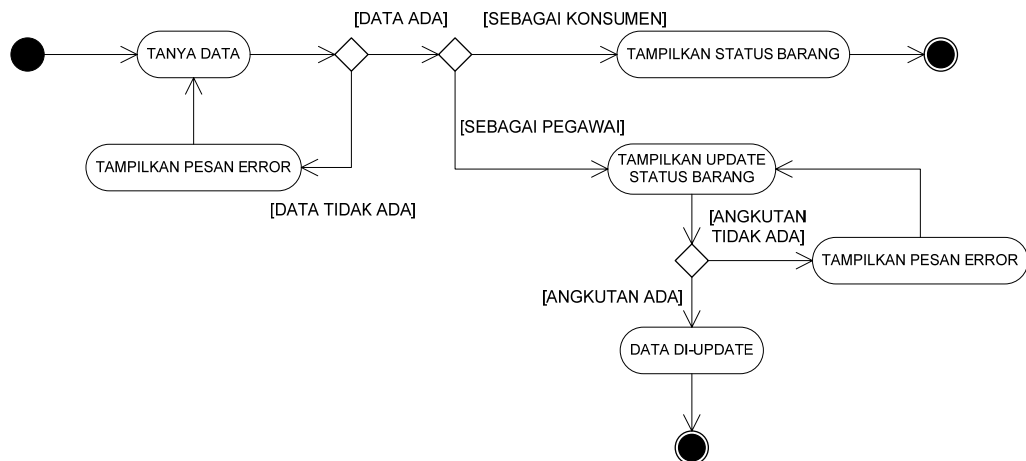 [DATA ADA]
[SEBAGAI KONSUMEN]
TANYA DATA
TAMPILKAN STATUS BARANG
[SEBAGAI PEGAWAI]
TAMPILKAN PESAN ERROR
TAMPILKAN UPDATE
STATUS BARANG
[DATA TIDAK ADA]
[ANGKUTAN
TIDAK ADA]
TAMPILKAN PESAN ERROR
[ANGKUTAN ADA]
DATA DI-UPDATE